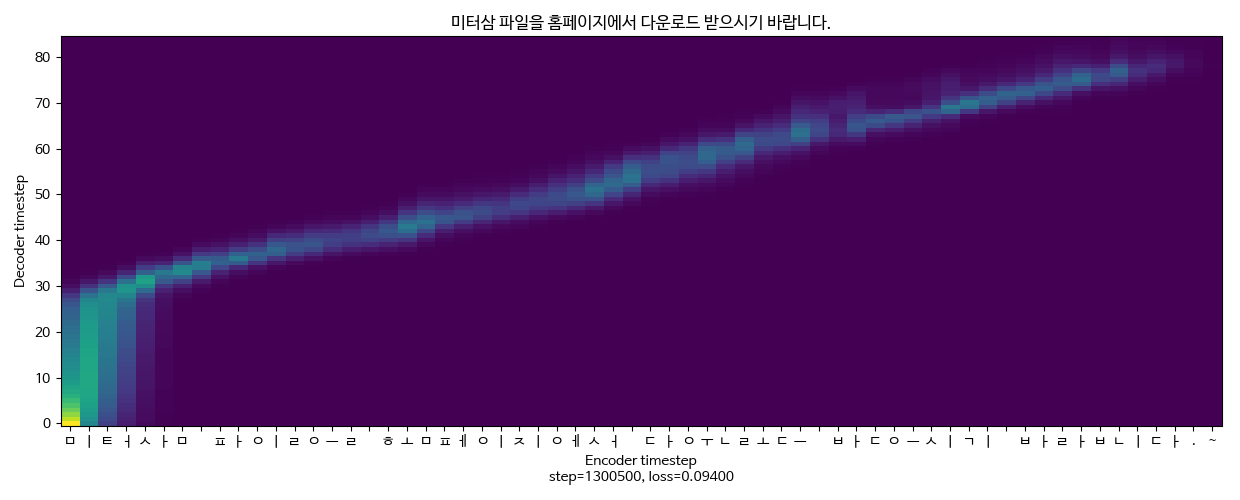 미터삼 파일을 홈페이지에서 다운로드 받으시기 바랍니다.
80
70
60
50
40
30
20
10
0
Decoder timestep
ㅁ ㅣ ㅌ ㅓ ㅅ ㅏ ㅁ ㅍ ㅏ ㅇ ㅣ ㄹ ㅇ ㅡ ㄹ ㅎ ㅗ ㅁ ㅍ ㅔ ㅇ ㅣ ㅈ ㅣ ㅇ ㅔ ㅅ ㅓ ㄷ ㅏ ㅇ ㅜ ㄴ ㄹ ㅗ ㄷ ㅡ ㅂ ㅏ ㄷ ㅇ ㅡ ㅅ ㅣ ㄱ ㅣ ㅂ ㅏ ㄹ ㅏ ㅂ ㄴ ㅣ ㄷ ㅏ . ~
Encoder timestep
step=1300500, loss=0.09400